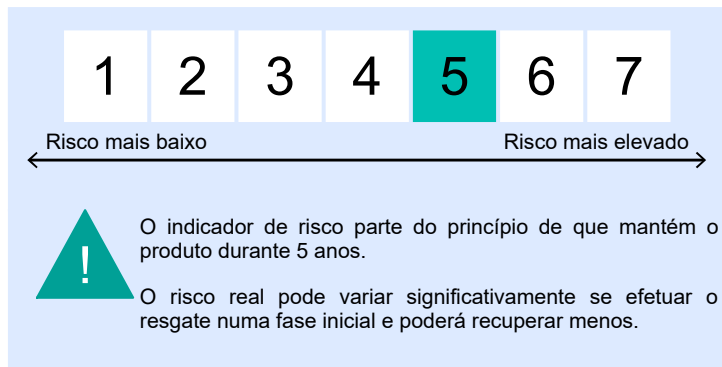 1 2 3 4 5 6 7
Risco mais baixo Risco mais elevado
!
O indicador de risco parte do princípio de que mantém o
produto durante 5 anos.
O risco real pode variar significativamente se efetuar o
resgate numa fase inicial e poderá recuperar menos.